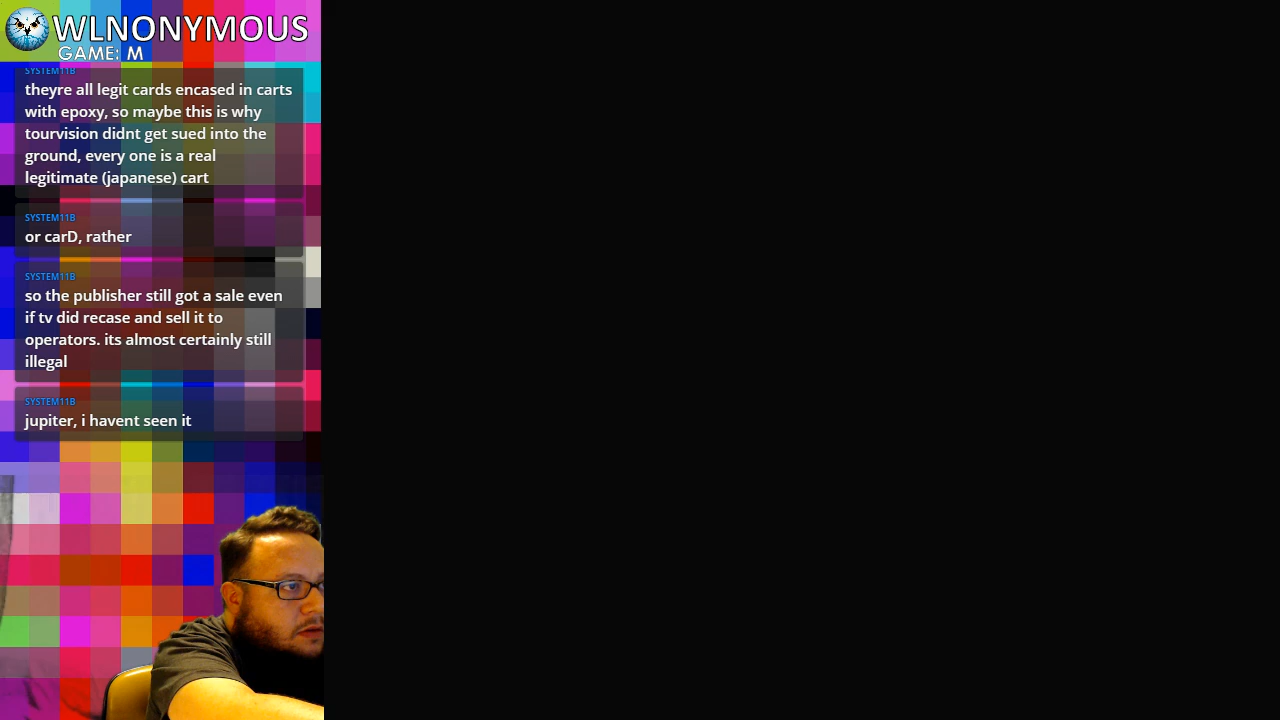 WLNONYMOUS
GAME: M
SYSTEM11B
theyre all legit cards encased in carts
with epoxy, so maybe this is why
tourvision didnt get sued into the
ground, every one is a real
legitimate (japanese) cart
SYSTEM11B
or carD, rather
SYSTEM11B
so the publisher still got a sale even
if tv did recase and sell it to
operators. its almost certainly still
illegal
SYSTEM11B
jupiter, i havent seen it